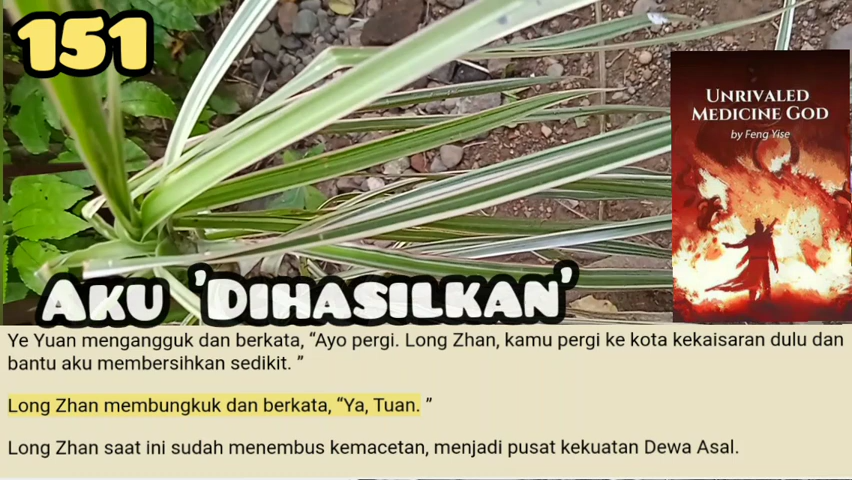 151
UNRIVALED
MEDICINE GOD
by Feng Yise
AKU 'DIHASILKAN'
Ye Yuan mengangguk dan berkata, “Ayo pergi. Long Zhan, kamu pergi ke kota kekaisaran dulu dan
bantu aku membersihkan sedikit. ”
Long Zhan membungkuk dan berkata, “Ya, Tuan. ”
Long Zhan saat ini sudah menembus kemacetan, menjadi pusat kekuatan Dewa Asal.